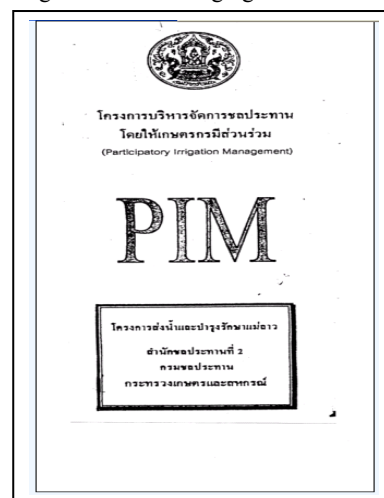 โครงการบริหารจัดการชลประทาน
โดยให้เกษตรกรมีส่วนร่วม
(Participatory Irrigation Management)
PIM
โครงการส่งน้ำและบำรุงรักษาแม่ลาว
สำนักชลประทานที่ 2
กรมชลประทาน
กระทรวงเกษตรและสหกรณ์